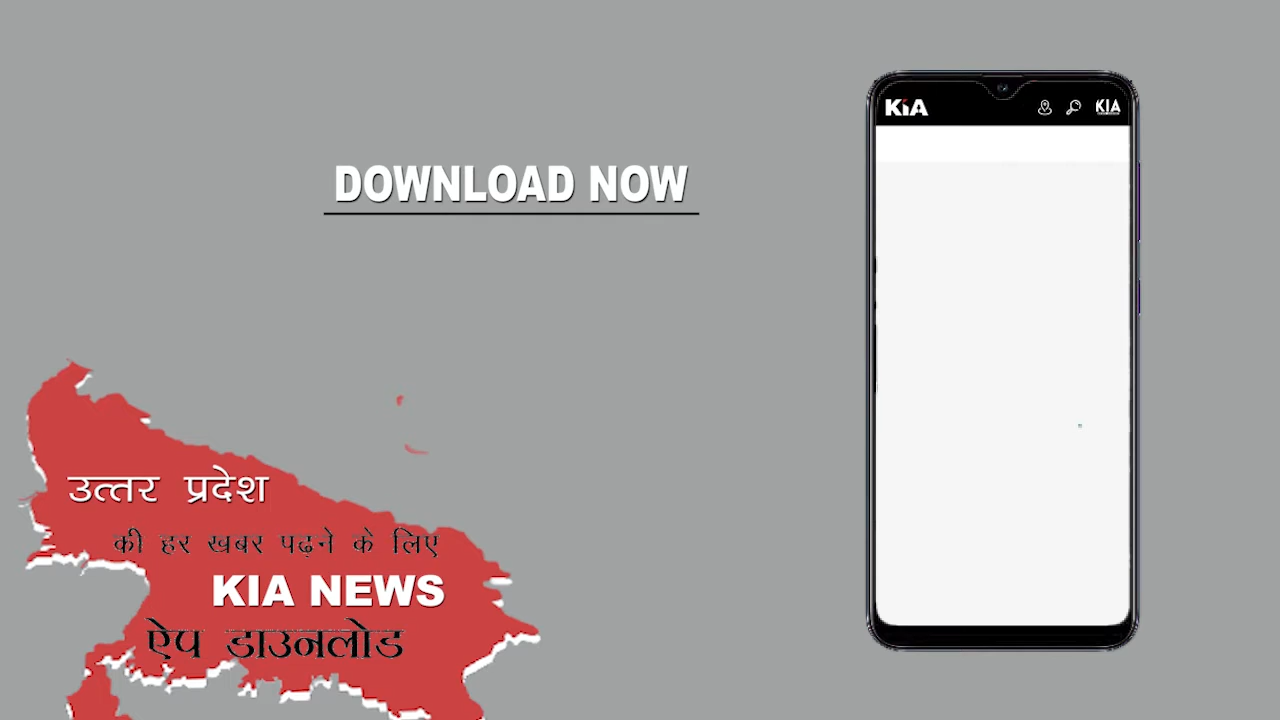 DOWNLOAD NOW
KIA
KIA
उत्तर प्रदेश
की हर खबर पढ़ने के लिए
KIA NEWS
ऐप डाउनलोड